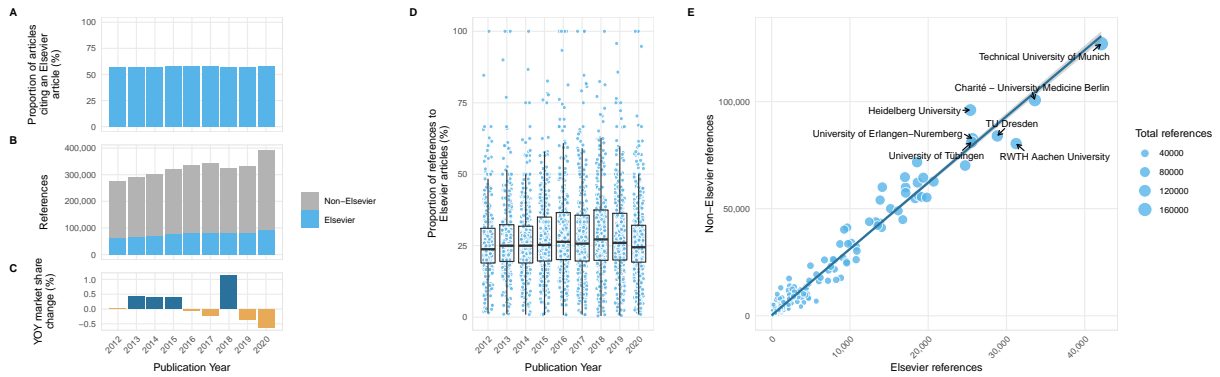 A
Proportion of articles
citing an Elsevier
article (%)
100
75
50
25
0
B
References
400,000
300,000
200,000
100,000
0
Non−Elsevier
Elsevier
C
YOY market share
change (%)
1.0
0.5
0.0
−0.5
2012
2013
2014
2015
2016
2017
2018
2019
2020
Publication Year
D
Proportion of references to
Elsevier articles (%)
100
75
50
25
0
2012
2013
2014
2015
2016
2017
2018
2019
2020
Publication Year
E
Non−Elsevier references
100,000
50,000
0
Technical University of Munich
Charité − University Medicine Berlin
Heidelberg University
TU Dresden
University of Erlangen−Nuremberg
University of Tübingen
RWTH Aachen University
0
10,000
20,000
30,000
40,000
Elsevier references
Total references
40000
80000
120000
160000